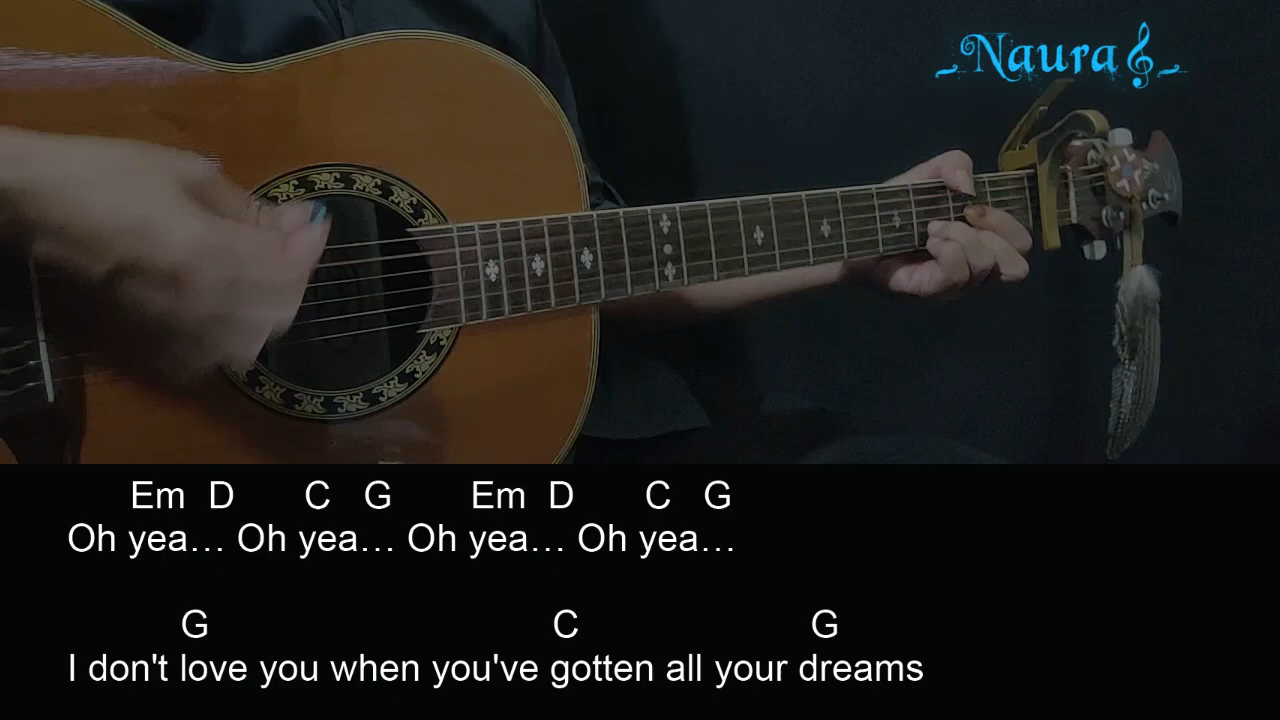 Naura
Em D C G Em D C G
Oh yea… Oh yea… Oh yea… Oh yea…
G C G
I don't love you when you've gotten all your dreams